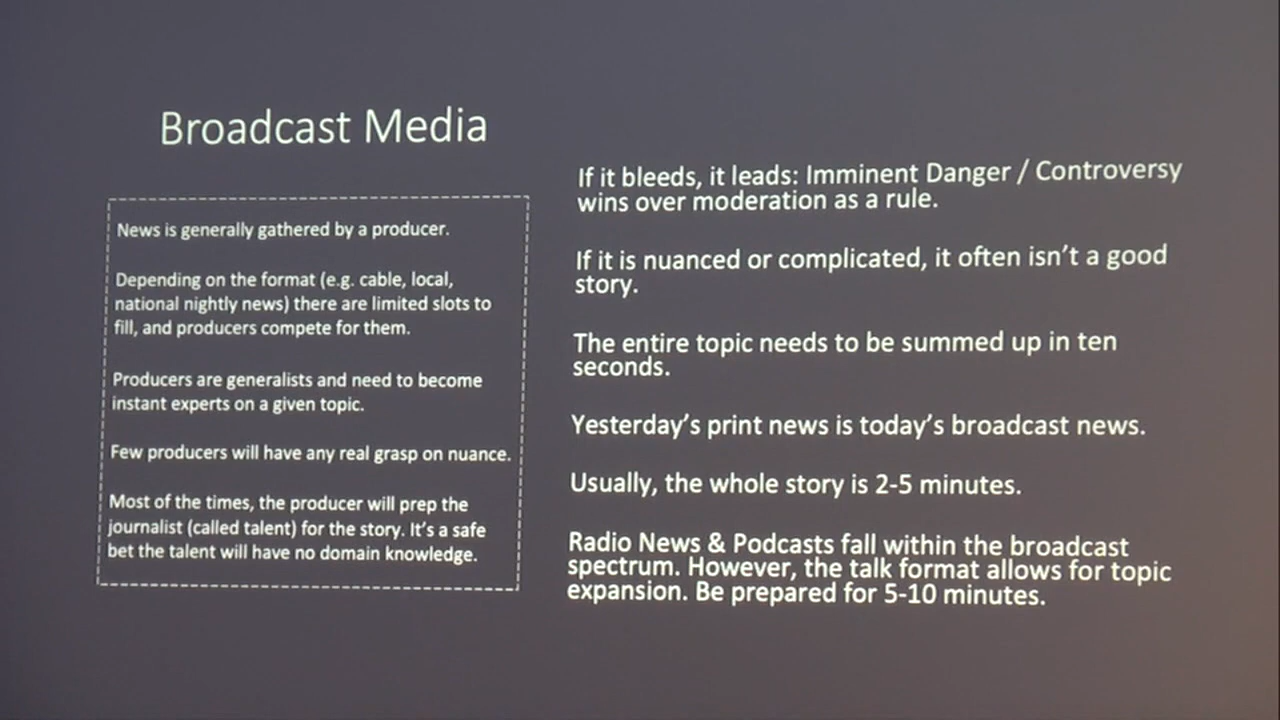 Broadcast Media
News is generally gathered by a producer.
Depending on the format (e.g. cable, local,
national nightly news) there are limited slots to
fill, and producers compete for them.
Producers are generalists and need to become
instant experts on a given topic.
Few producers will have any real grasp on nuance.
Most of the times, the producer will prep the
journalist (called talent) for the story. It’s a safe
bet the talent will have no domain knowledge.
If it bleeds, it leads: Imminent Danger / Controversy
wins over moderation as a rule.
If it is nuanced or complicated, it often isn’t a good
story.
The entire topic needs to be summed up in ten
seconds.
Yesterday’s print news is today’s broadcast news.
Usually, the whole story is 2-5 minutes.
Radio News & Podcasts fall within the broadcast
spectrum. However, the talk format allows for topic
expansion. Be prepared for 5-10 minutes.